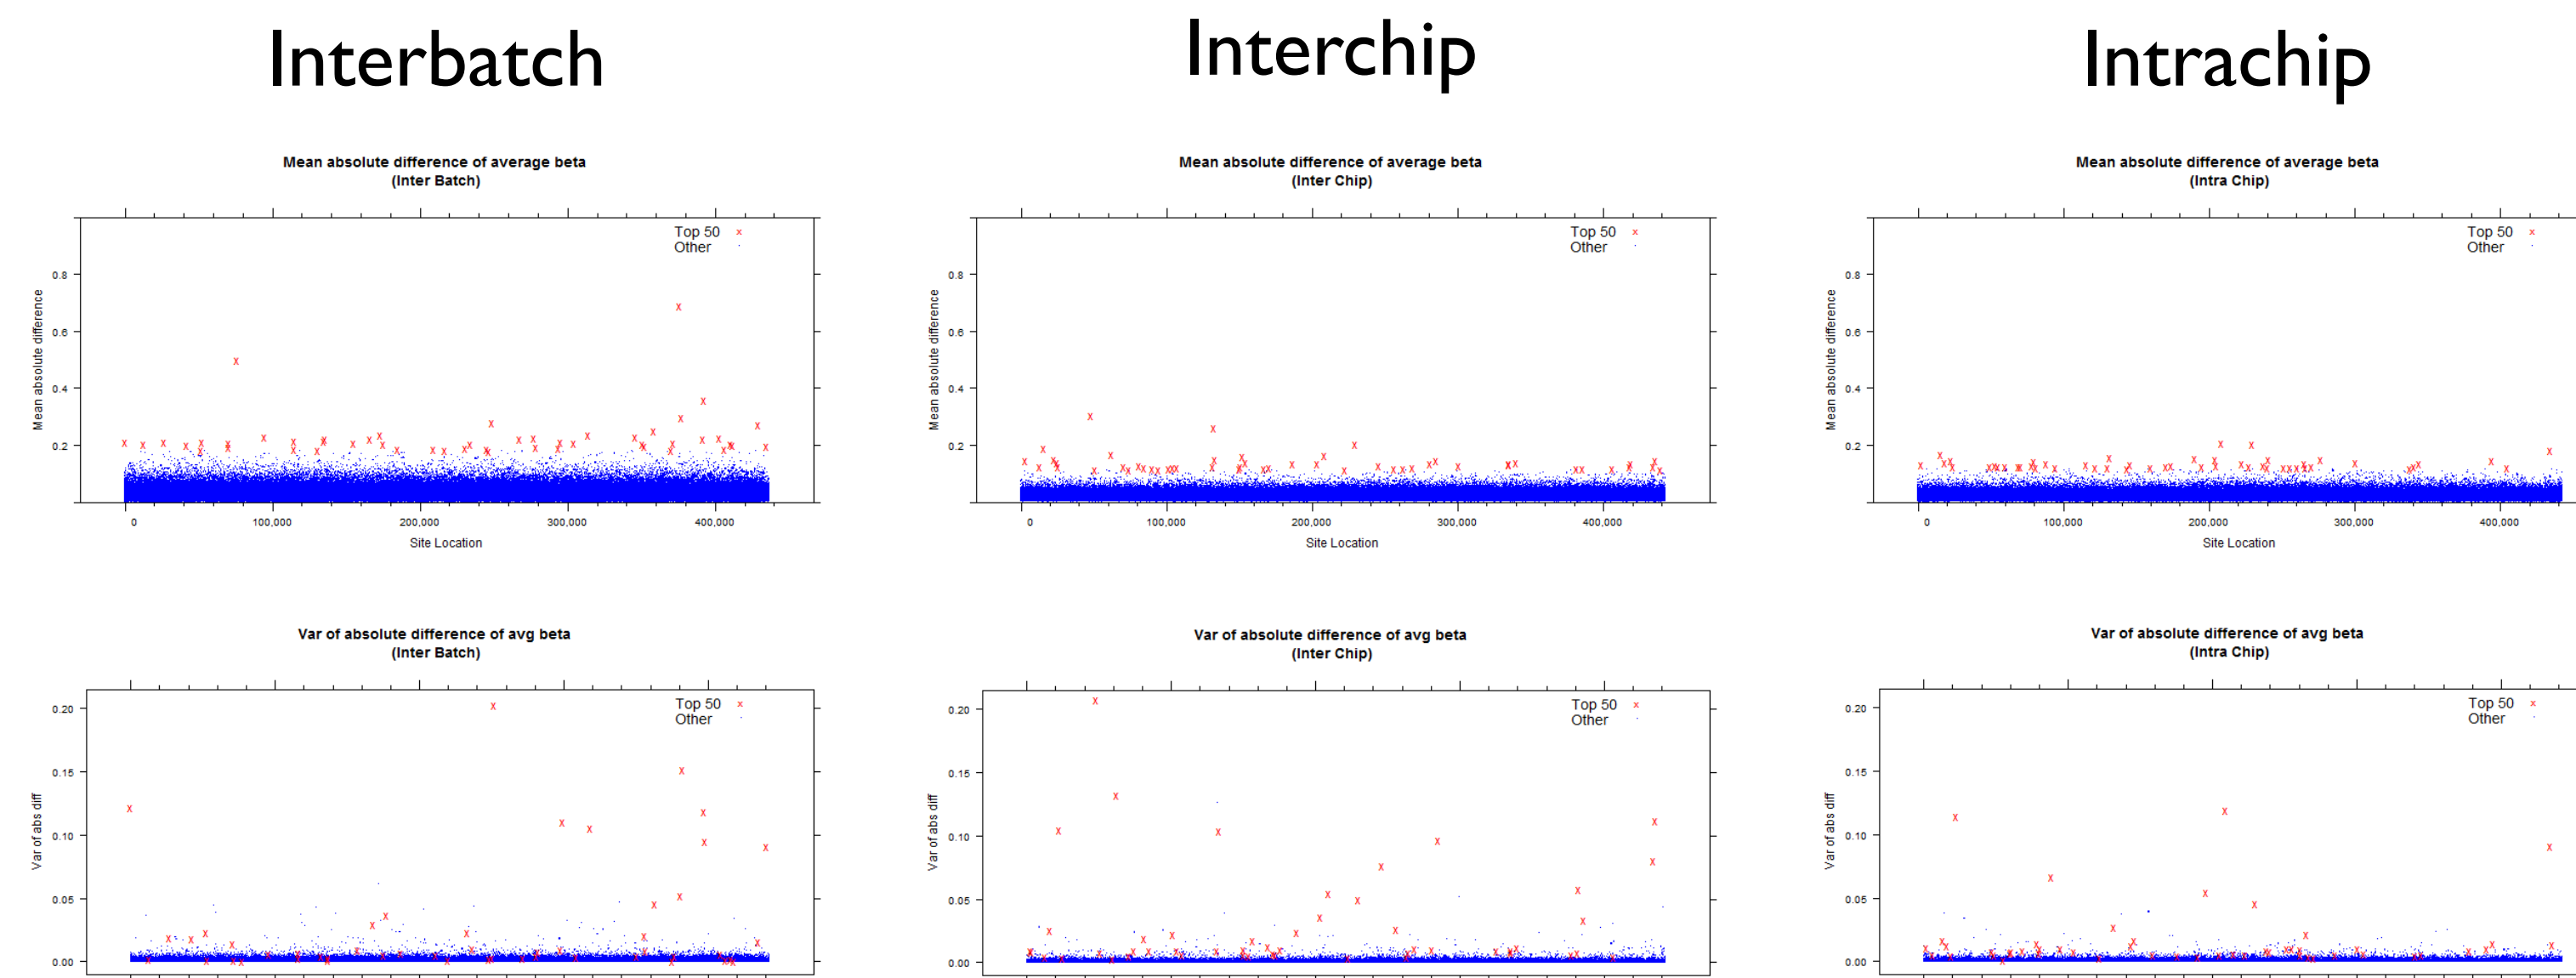 Interbatch
Interchip
Intrachip
Mean absolute difference of average beta
(Inter Batch)
Top 50 x
Other
Mean absolute difference
0.8
0.6
0.4
0.2
0 100,000 200,000 300,000 400,000
Site Location
Mean absolute difference of average beta
(Inter Chip)
Top 50 x
Other
Mean absolute difference
0.8
0.6
0.4
0.2
0 100,000 200,000 300,000 400,000
Site Location
Mean absolute difference of average beta
(Intra Chip)
Top 50 x
Other
Mean absolute difference
0.8
0.6
0.4
0.2
0 100,000 200,000 300,000 400,000
Site Location
Var of absolute difference of avg beta
(Inter Batch)
Top 50 x
Other
Var of abs diff
0.20
0.15
0.10
0.05
0.00
Var of absolute difference of avg beta
(Inter Chip)
Top 50 x
Other
Var of abs diff
0.20
0.15
0.10
0.05
0.00
Var of absolute difference of avg beta
(Intra Chip)
Top 50 x
Other
Var of abs diff
0.20
0.15
0.10
0.05
0.00